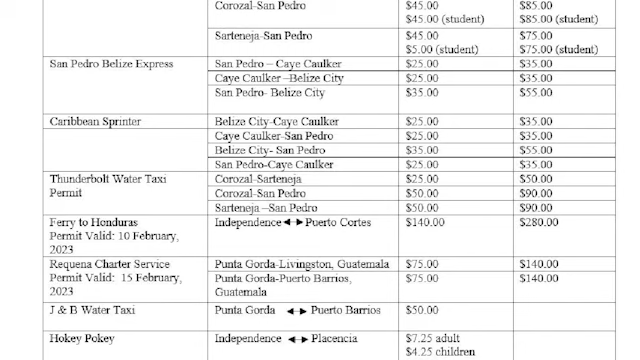 Corozal-San Pedro $45.00 $85.00
$45.00 (student) $85.00 (student)
Sarteneja-San Pedro $45.00 $75.00
$5.00 (student) $75.00 (student)
San Pedro Belize Express San Pedro – Caye Caulker $25.00 $35.00
Caye Caulker –Belize City $25.00 $35.00
San Pedro- Belize City $35.00 $55.00
Caribbean Sprinter Belize City-Caye Caulker $25.00 $35.00
Caye Caulker-San Pedro $25.00 $35.00
Belize City- San Pedro $35.00 $55.00
San Pedro-Caye Caulker $25.00 $35.00
Thunderbolt Water Taxi Corozal-Sarteneja $25.00 $50.00
Permit Corozal-San Pedro $50.00 $90.00
Sarteneja –San Pedro $50.00 $90.00
Ferry to Honduras Independence ◄─► Puerto Cortes $140.00 $280.00
Permit Valid: 10 February,
2023
Requena Charter Service Punta Gorda-Livingston, Guatemala $75.00 $140.00
Permit Valid: 15 February, Punta Gorda-Puerto Barrios, $75.00 $140.00
2023 Guatemala
J & B Water Taxi Punta Gorda ◄─► Puerto Barrios $50.00
Hokey Pokey Independence ◄─► Placencia $7.25 adult
$4.25 children